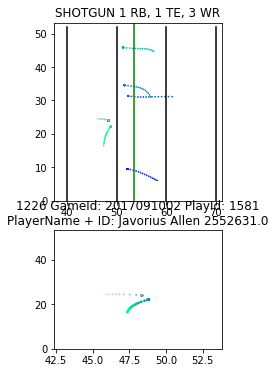 SHOTGUN 1 RB, 1 TE, 3 WR
50
40
30
20
10
0
40 50 60 70
1226 GameId: 2017091002 PlayId: 1581
PlayerName + ID: Javorius Allen 2552631.0
40
20
0
42.5 45.0 47.5 50.0 52.5